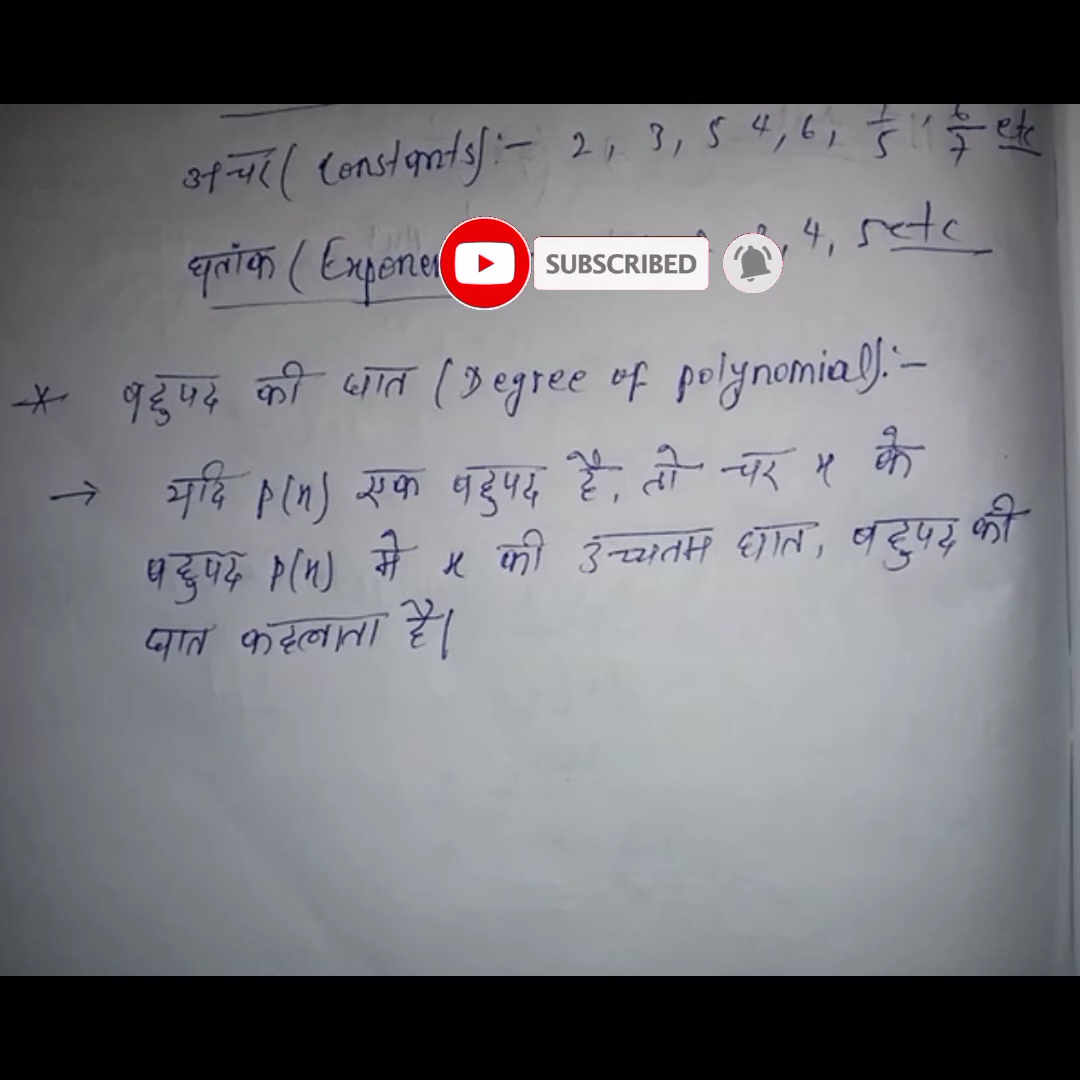 अचर ( Constants) :- 2, 3, 5 4, 6, 1/5, 6/7 etc
घतांक ( Expone , 4, 5 etc
SUBSCRIBED
* बहुपद की घात ( Degree of polynomial) :-
→ यदि p(x) एक बहुपद है, तो चर x के
बहुपद p(x) मे x की उच्चतम घात, बहुपद की
घात कहलाता है।